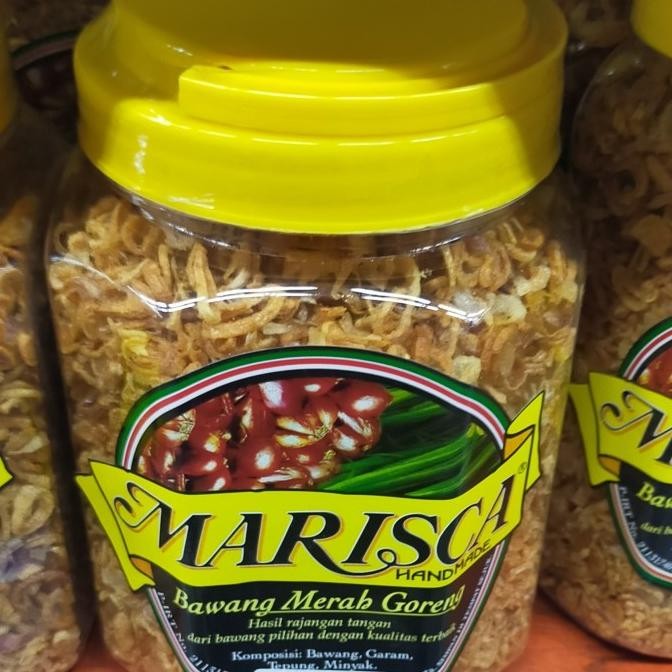 MARISCA®
HANDMADE
Bawang Merah Goreng
Hasil rajangan tangan
dari bawang pilihan dengan kualitas terbaik
Komposisi: Bawang, Garam,
Tepung, Minyak.